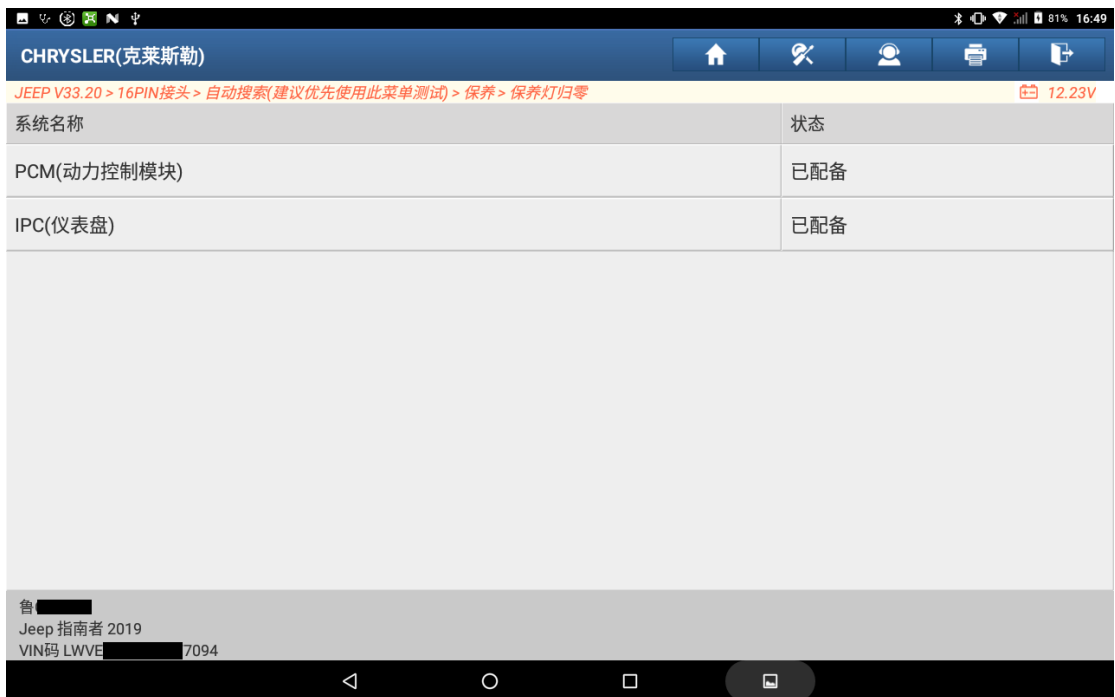 81% 16:49
CHRYSLER(克莱斯勒)
JEEP V33.20 > 16PIN接头 > 自动搜索(建议优先使用此菜单测试) > 保养 > 保养灯归零 12.23V
系统名称 状态
PCM(动力控制模块) 已配备
IPC(仪表盘) 已配备
鲁
Jeep 指南者 2019
VIN码 LWVE 7094